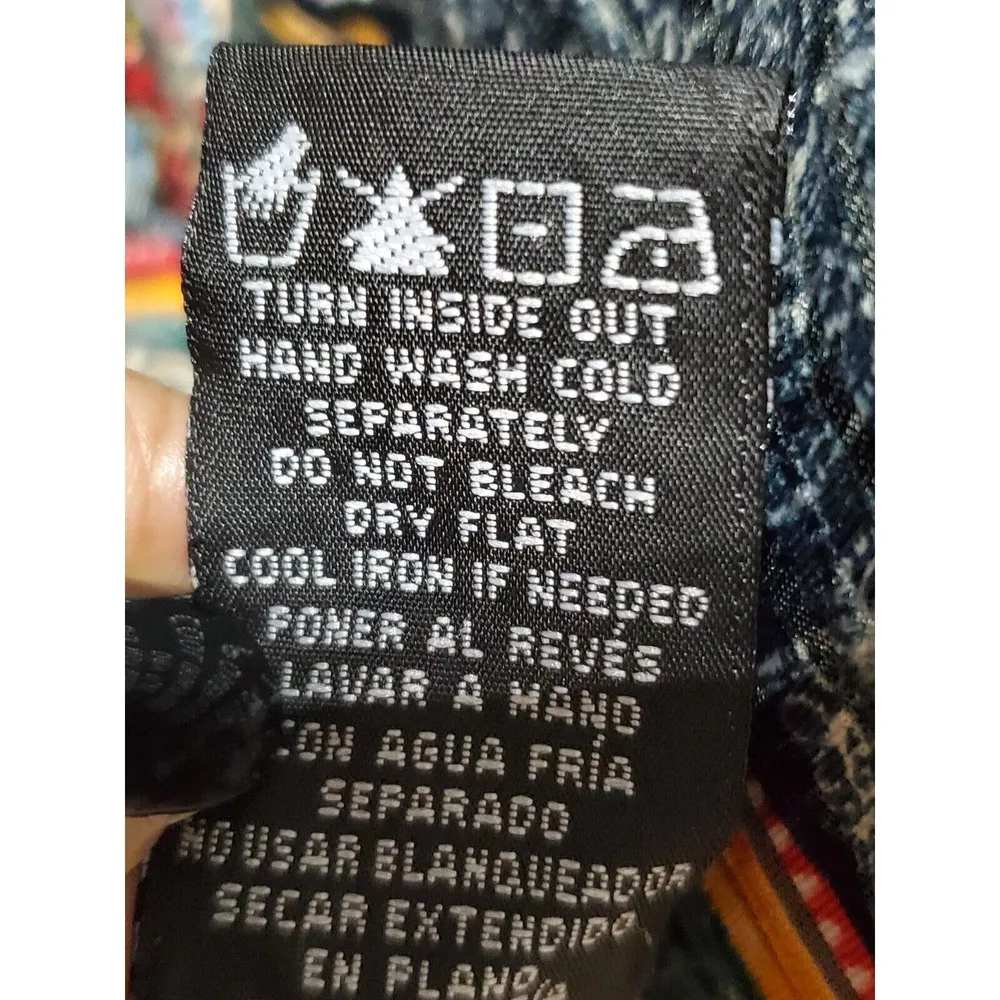 TURN INSIDE OUT
HAND WASH COLD
SEPARATELY
DO NOT BLEACH
DRY FLAT
COOL IRON IF NEEDED
PONER AL REVÉS
LAVAR A MANO
CON AGUA FRÍA
SEPARADO
NO USAR BLANQUEADOR
SECAR EXTENDIDO
EN PLANO